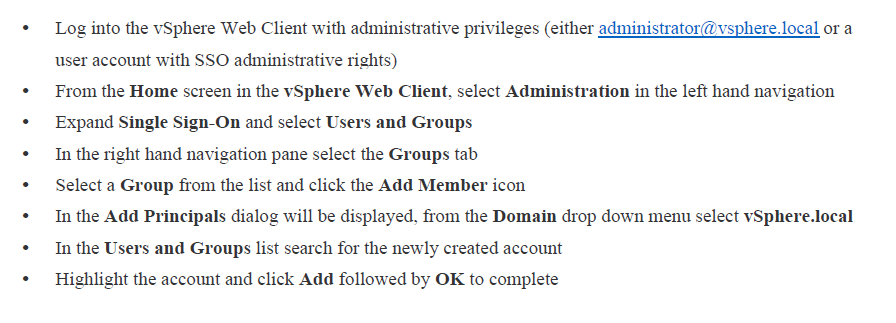 • Log into the vSphere Web Client with administrative privileges (either administrator@vsphere.local or a
user account with SSO administrative rights)
• From the Home screen in the vSphere Web Client, select Administration in the left hand navigation
• Expand Single Sign-On and select Users and Groups
• In the right hand navigation pane select the Groups tab
• Select a Group from the list and click the Add Member icon
• In the Add Principals dialog will be displayed, from the Domain drop down menu select vSphere.local
• In the Users and Groups list search for the newly created account
• Highlight the account and click Add followed by OK to complete